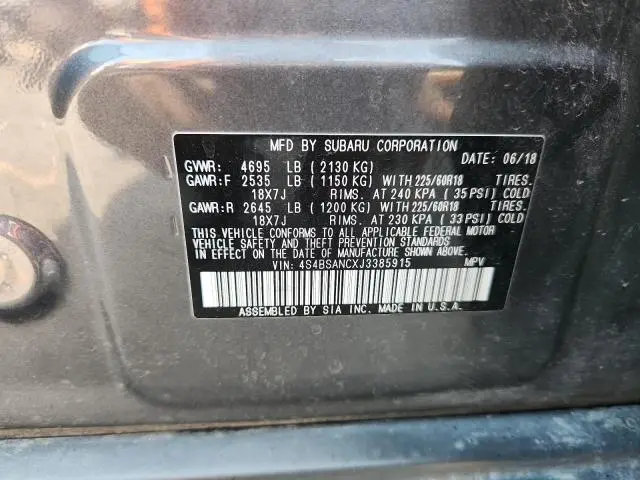 MFD BY SUBARU CORPORATION
DATE: 06/18
GVWR: 4695 LB (2130 KG)
GAWR:F 2535 LB (1150 KG) WITH 225/60R18 TIRES.
18X7J RIMS. AT 240 KPA (35 PSI) COLD
GAWR:R 2645 LB (1200 KG) WITH 225/60R18 TIRES.
18X7J RIMS. AT 230 KPA (33 PSI) COLD
THIS VEHICLE CONFORMS TO ALL APPLICABLE FEDERAL MOTOR
VEHICLE SAFETY AND THEFT PREVENTION STANDARDS
IN EFFECT ON THE DATE OF MANUFACTURE SHOWN ABOVE.
VIN: 4S4BSANCXJ3385915 MPV
ASSEMBLED BY SIA INC. MADE IN U.S.A.